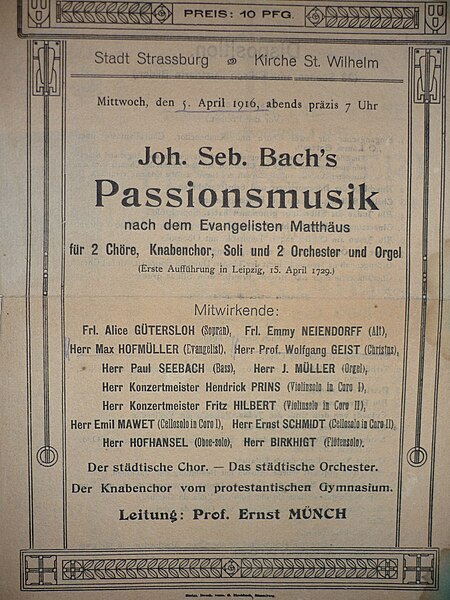 PREIS: 10 PFG.
Stadt Strassburg Kirche St. Wilhelm
Mittwoch, den 5. April 1916, abends präzis 7 Uhr
Joh. Seb. Bach's
Passionsmusik
nach dem Evangelisten Matthäus
für 2 Chöre, Knabenchor, Soli und 2 Orchester und Orgel
(Erste Aufführung in Leipzig, 15. April 1729.)
Mitwirkende:
Frl. Alice GÜTERSLOH (Sopran), Frl. Emmy NEIENDORFF (Alt),
Herr Max HOFMÜLLER (Evangelist), Herr Prof. Wolfgang GEIST (Christus),
Herr Paul SEEBACH (Bass), Herr J. MÜLLER (Orgel),
Herr Konzertmeister Hendrick PRINS (Violinsolo in Coro I),
Herr Konzertmeister Fritz HILBERT (Violinsolo in Coro II),
Herr Emil MAWET (Cellosolo in Coro I), Herr Ernst SCHMIDT (Cellosolo in Coro II),
Herr HOFHANSEL (Oboe-solo), Herr BIRKHIGT (Flötensolo).
Der städtische Chor. — Das städtische Orchester.
Der Knabenchor vom protestantischen Gymnasium.
Leitung: Prof. Ernst MÜNCH